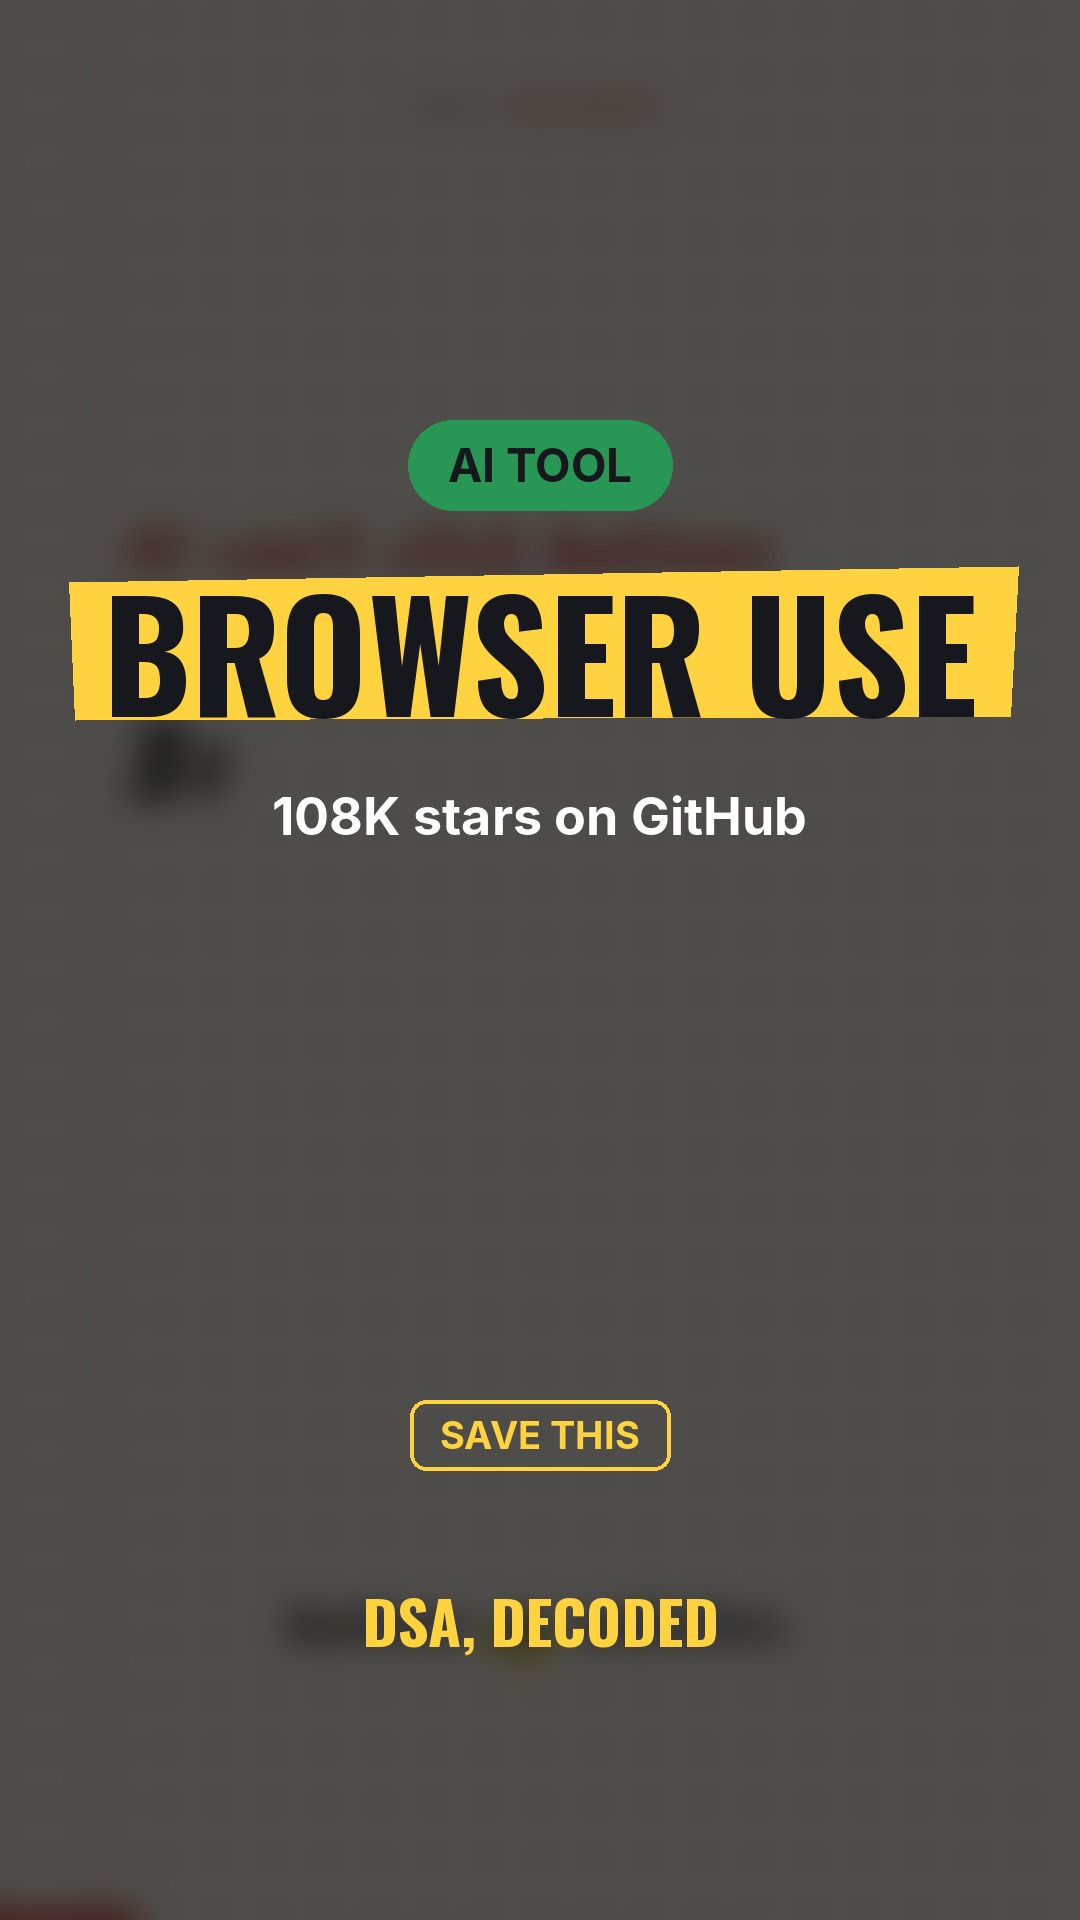 AI TOOL
BROWSER USE
108K stars on GitHub
SAVE THIS
DSA, DECODED